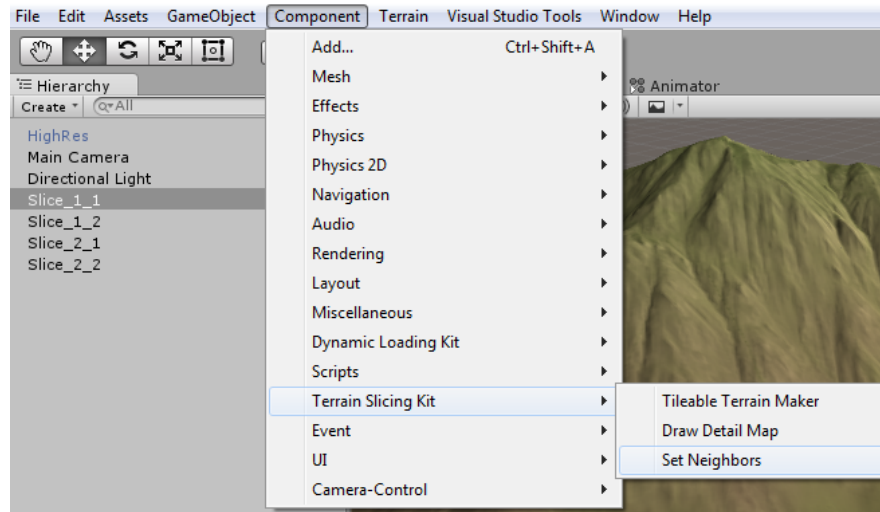 File Edit Assets GameObject Component Terrain Visual Studio Tools Window Help
Hierarchy
Create All
HighRes
Main Camera
Directional Light
Slice_1_1
Slice_1_2
Slice_2_1
Slice_2_2
Add... Ctrl+Shift+A
Mesh
Effects
Physics
Physics 2D
Navigation
Audio
Rendering
Layout
Miscellaneous
Dynamic Loading Kit
Scripts
Terrain Slicing Kit
Event
UI
Camera-Control
Animator
Tileable Terrain Maker
Draw Detail Map
Set Neighbors